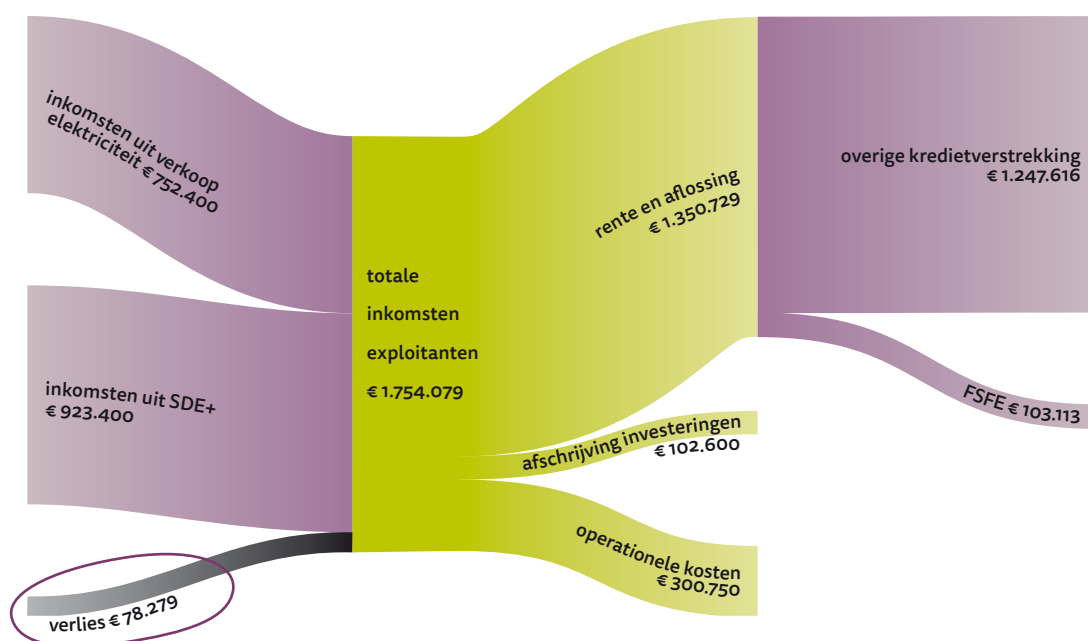 inkomsten uit verkoop
elektriciteit € 752.400
inkomsten uit SDE+
€ 923.400
verlies € 78.279
totale
inkomsten
exploitanten
€ 1.754.079
rente en aflossing
€ 1.350.729
afschrijving investeringen
€ 102.600
operationele kosten
€ 300.750
overige kredietverstrekking
€ 1.247.616
FSFE € 103.113